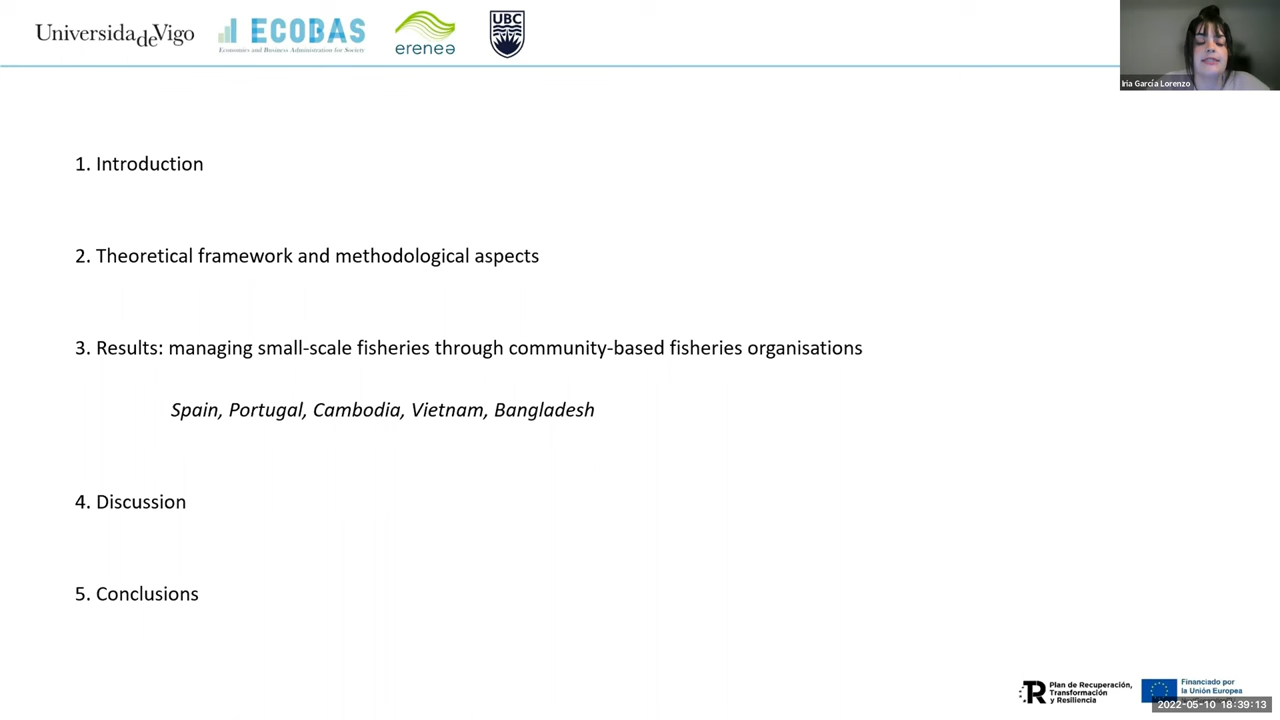 Universidade Vigo
ECOBAS
Economics and Business Administration for Society
erenea
UBC
Iria García Lorenzo
1. Introduction
2. Theoretical framework and methodological aspects
3. Results: managing small-scale fisheries through community-based fisheries organisations
Spain, Portugal, Cambodia, Vietnam, Bangladesh
4. Discussion
5. Conclusions
Plan de Recuperación,
Transformación
y Resiliencia
Financiado por
la Unión Europea
2022-05-10 18:39:13